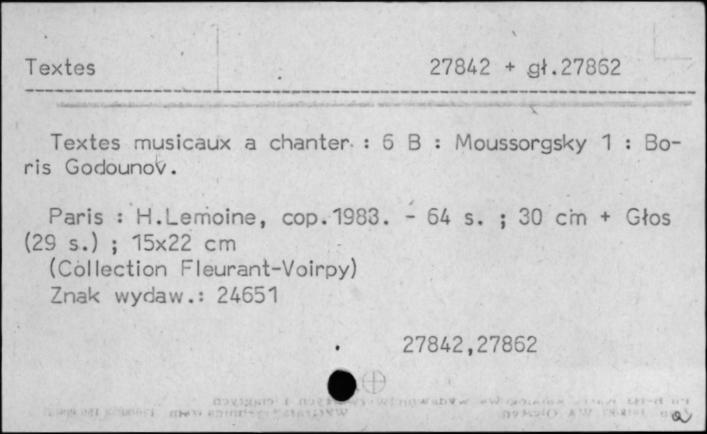 Textes 27842 + gł.27862
Textes musicaux a chanter : 6 B : Moussorgsky 1 : Bo-
ris Godounov.
Paris : H.Lemoine, cop.1983. - 64 s. ; 30 cm + Głos
(29 s.) ; 15x22 cm
(Collection Fleurant-Voirpy)
Znak wydaw.: 24651
27842,27862